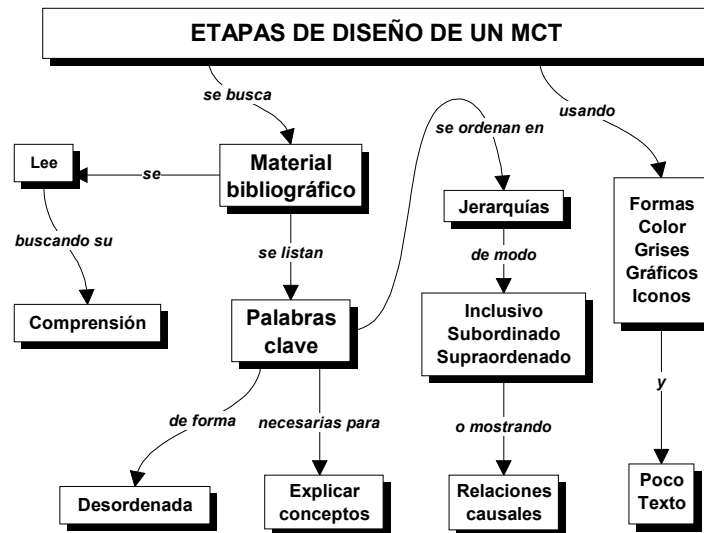 ETAPAS DE DISEÑO DE UN MCT
se busca
usando
se ordenan en
Lee
se
Material
bibliográfico
Jerarquías
Formas
Color
Grises
Gráficos
Iconos
buscando su
se listan
de modo
Comprensión
Palabras
clave
Inclusivo
Subordinado
Supraordenado
y
de forma
necesarias para
o mostrando
Desordenada
Explicar
conceptos
Relaciones
causales
Poco
Texto